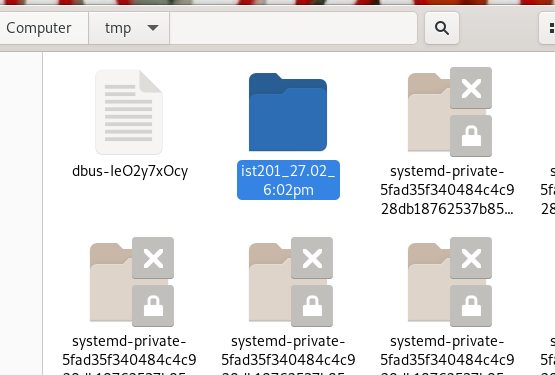 Computer
tmp
dbus-IeO2y7xOcy
ist201_27.02_
6:02pm
systemd-private-
5fad35f340484c4c9
28db18762537b85...
systemd-private-
5fad35f340484c4c9
systemd-private-
5fad35f340484c4c9
systemd-private-
5fad35f340484c4c9